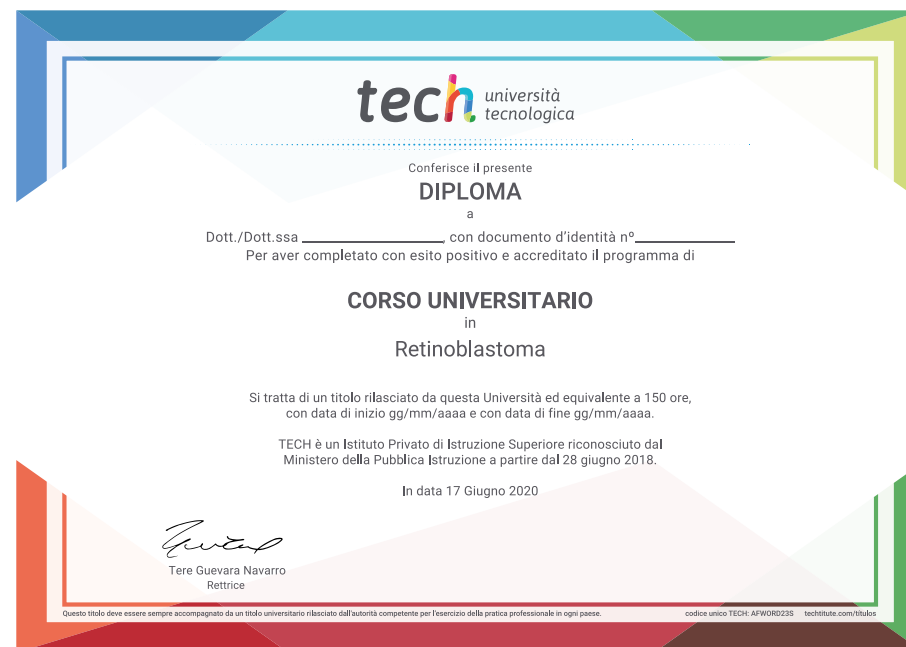 tech università
tecnologica
Conferisce il presente
DIPLOMA
a
Dott./Dott.ssa ____________, con documento d'identità nº____________
Per aver completato con esito positivo e accreditato il programma di
CORSO UNIVERSITARIO
in
Retinoblastoma
Si tratta di un titolo rilasciato da questa Università ed equivalente a 150 ore,
con data di inizio gg/mm/aaaa e con data di fine gg/mm/aaaa.
TECH è un Istituto Privato di Istruzione Superiore riconosciuto dal
Ministero della Pubblica Istruzione a partire dal 28 giugno 2018.
In data 17 Giugno 2020
Tere Guevara Navarro
Rettrice
Questo titolo deve essere sempre accompagnato da un titolo universitario rilasciato dall'autorità competente per l'esercizio della pratica professionale in ogni paese. codice unico TECH: AFWORD23S techtitute.com/títulos